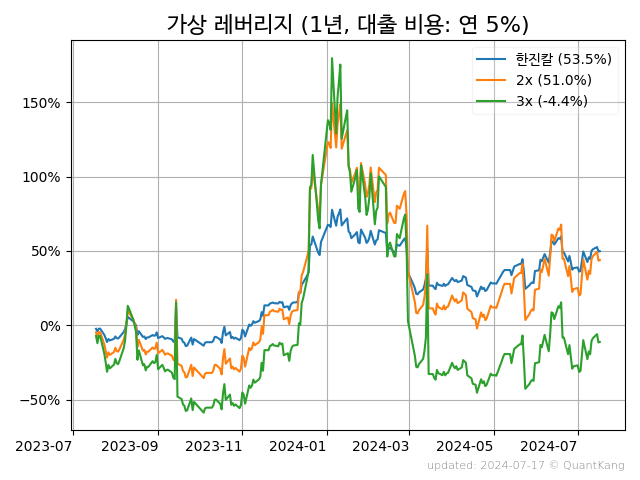 가상 레버리지 (1년, 대출 비용: 연 5%)
한진칼 (53.5%)
2x (51.0%)
3x (-4.4%)
150%
100%
50%
0%
−50%
2023-07 2023-09 2023-11 2024-01 2024-03 2024-05 2024-07
updated: 2024-07-17 © QuantKang